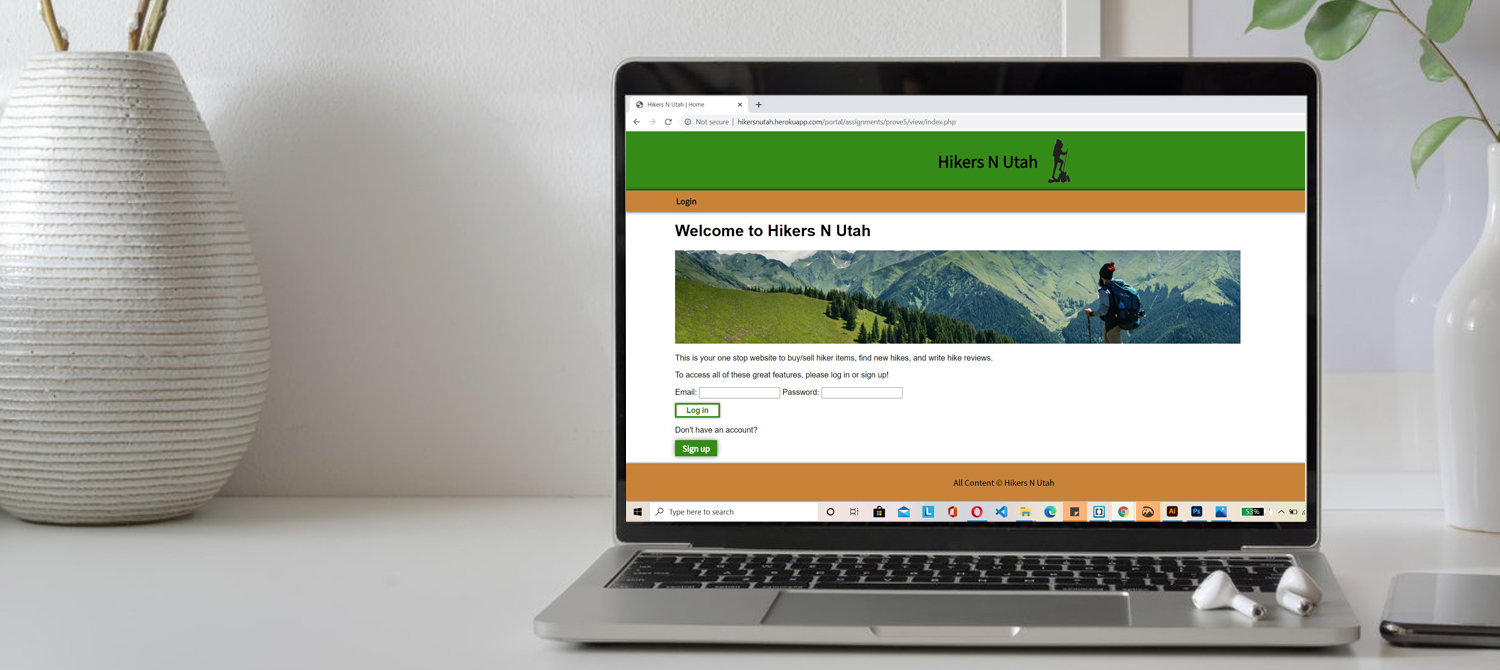 Hikers N Utah | Home
Not secure | hikersnutah.herokuapp.com/portal/assignments/prove5/view/index.php
Hikers N Utah
Login
Welcome to Hikers N Utah
This is your one stop website to buy/sell hiker items, find new hikes, and write hike reviews.
To access all of these great features, please log in or sign up!
Email: Password:
Log in
Don't have an account?
Sign up
All Content © Hikers N Utah
Type here to search
L Ai Ps 53%